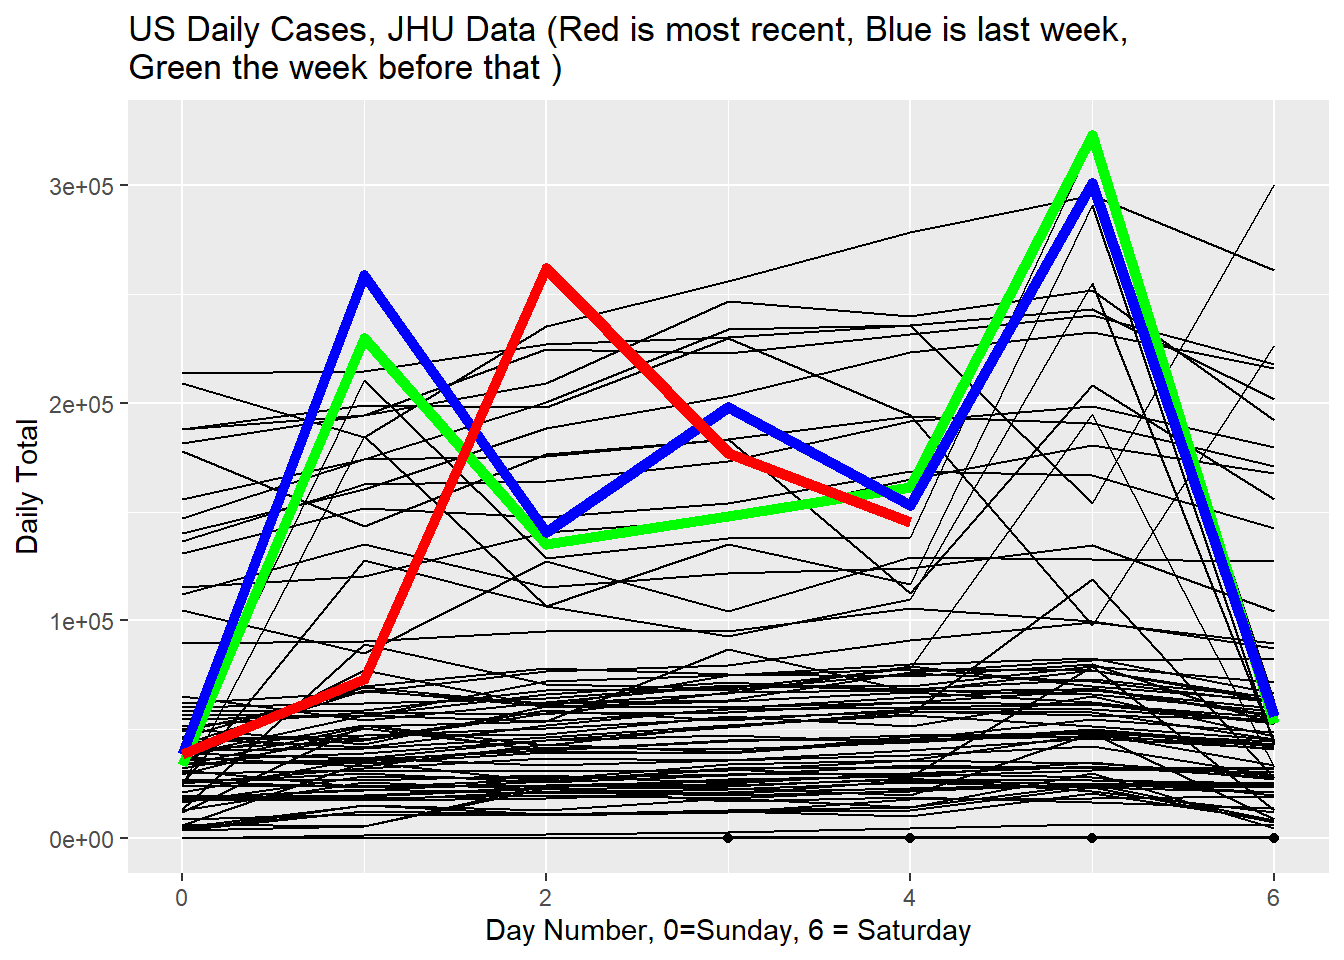 US Daily Cases, JHU Data (Red is most recent, Blue is last week,
Green the week before that )
3e+05
2e+05
1e+05
0e+00
Daily Total
0 2 4 6
Day Number, 0=Sunday, 6 = Saturday